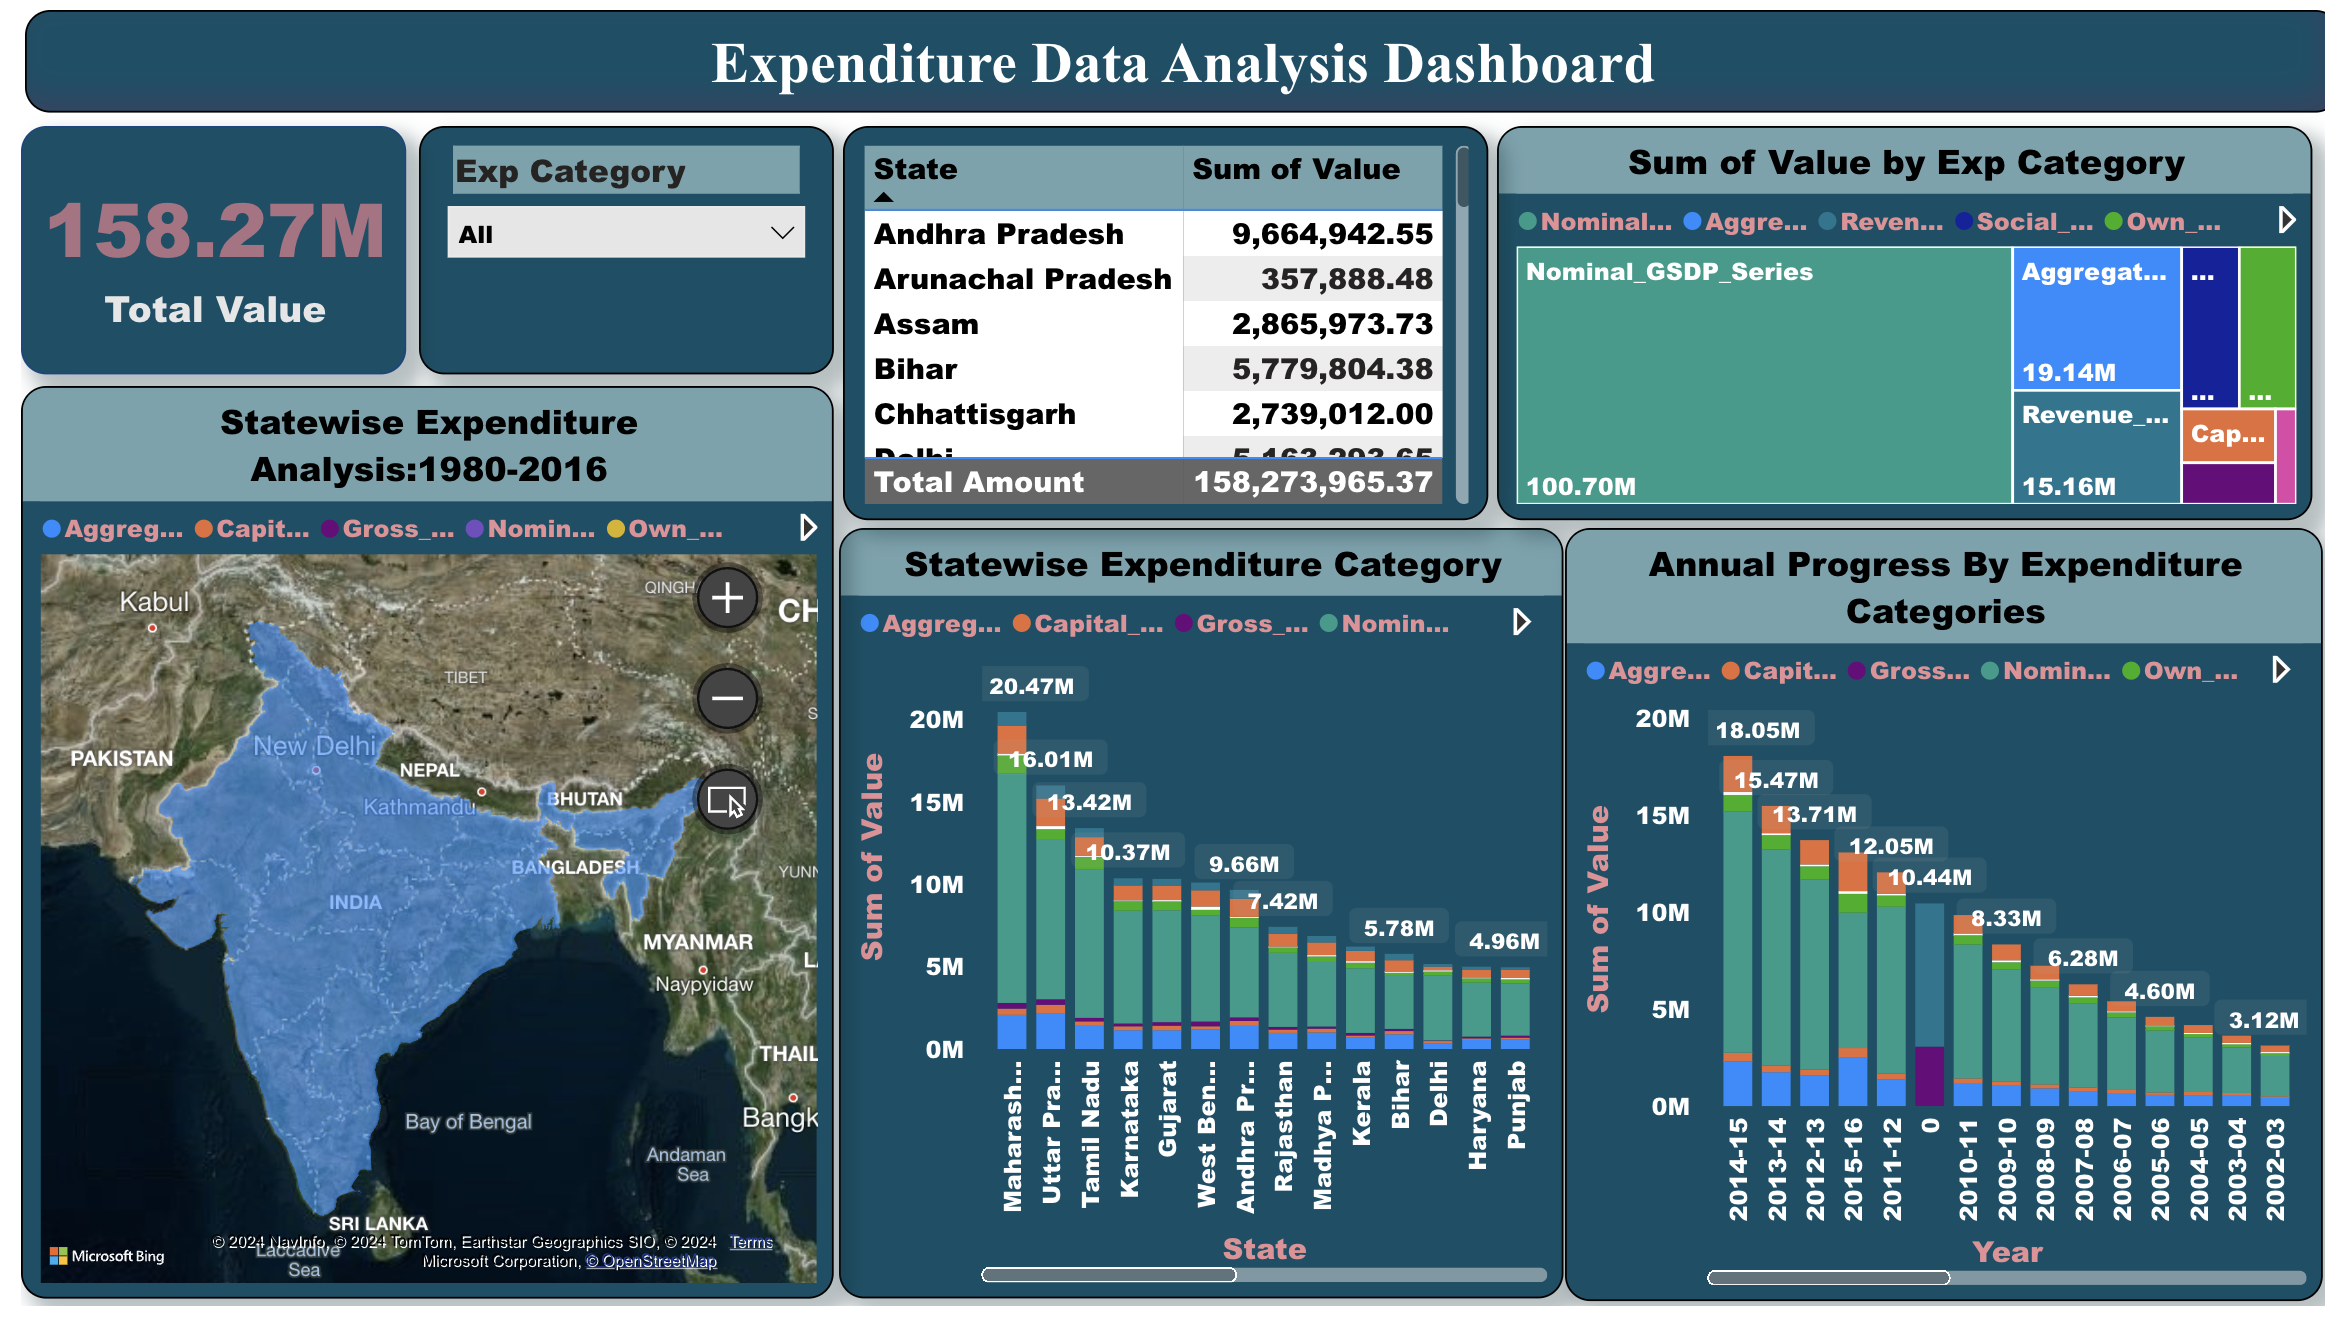 Expenditure Data Analysis Dashboard
158.27M
Total Value
Exp Category
All
State
Sum of Value
Andhra Pradesh 9,664,942.55
Arunachal Pradesh 357,888.48
Assam 2,865,973.73
Bihar 5,779,804.38
Chhattisgarh 2,739,012.00
Delhi 5,163,293.65
Total Amount 158,273,965.37
Sum of Value by Exp Category
Nominal... Aggre... Reven... Social_... Own_...
Nominal_GSDP_Series
100.70M
Aggregat...
19.14M
Revenue_...
15.16M
...
...
...
Cap...
Statewise Expenditure
Analysis:1980-2016
Aggreg... Capit... Gross_... Nomin... Own_...
Kabul
QINGH
CH
TIBET
S
New Delhi
PAKISTAN
NEPAL
Kathmandu
BHUTAN
BANGLADESH
YUNN
INDIA
MYANMAR
LA
Naypyidaw
THAIL
Bangk
Bay of Bengal
Andaman
Sea
SRI LANKA
Laccadive
Sea
Microsoft Bing
© 2024 NavInfo, © 2024 TomTom, Earthstar Geographics SIO, © 2024 Terms
Microsoft Corporation, © OpenStreetMap
Statewise Expenditure Category
Aggreg... Capital_... Gross_... Nomin...
Sum of Value
20M
15M
10M
5M
0M
20.47M
16.01M
13.42M
10.37M
9.66M
7.42M
5.78M
4.96M
Maharash...
Uttar Pra...
Tamil Nadu
Karnataka
Gujarat
West Ben...
Andhra Pr...
Rajasthan
Madhya P...
Kerala
Bihar
Delhi
Haryana
Punjab
State
Annual Progress By Expenditure
Categories
Aggre... Capit... Gross... Nomin... Own_...
Sum of Value
20M
15M
10M
5M
0M
18.05M
15.47M
13.71M
12.05M
10.44M
8.33M
6.28M
4.60M
3.12M
2014-15
2013-14
2012-13
2015-16
2011-12
0
2010-11
2009-10
2008-09
2007-08
2006-07
2005-06
2004-05
2003-04
2002-03
Year